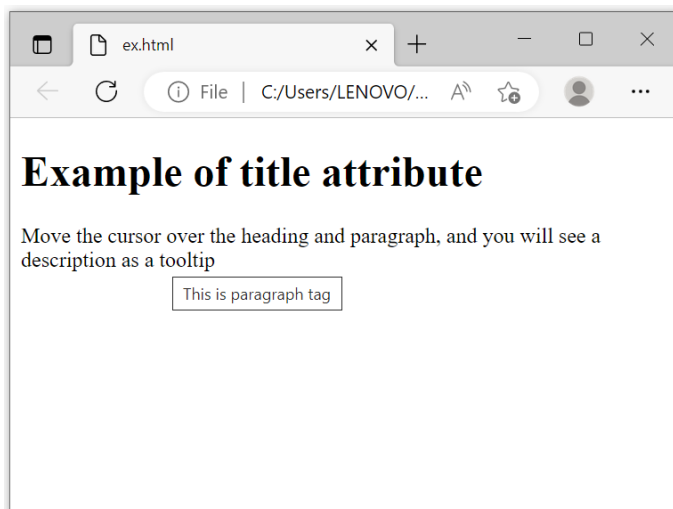 ex.html
File | C:/Users/LENOVO/...
Example of title attribute
Move the cursor over the heading and paragraph, and you will see a
description as a tooltip
This is paragraph tag